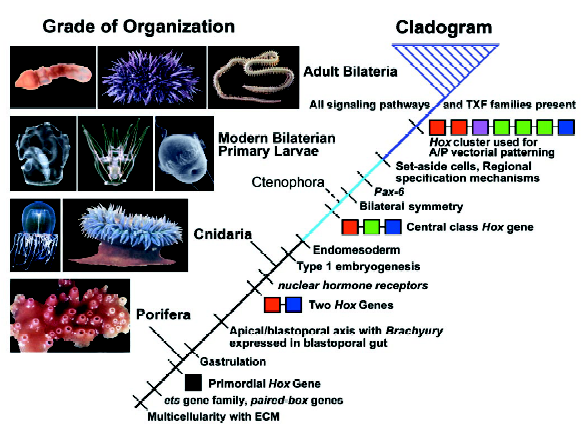 Grade of Organization
Cladogram
Adult Bilateria
All signaling pathways and TXF families present
Hox cluster used for
A/P vectorial patterning
Modern Bilaterian
Primary Larvae
Set-aside cells, Regional
specification mechanisms
Ctenophora
Pax-6
Bilateral symmetry
Central class Hox gene
Cnidaria
Endomesoderm
Type 1 embryogenesis
nuclear hormone receptors
Two Hox Genes
Porifera
Apical/blastoporal axis with Brachyury
expressed in blastoporal gut
Gastrulation
Primordial Hox Gene
ets gene family, paired-box genes
Multicellularity with ECM